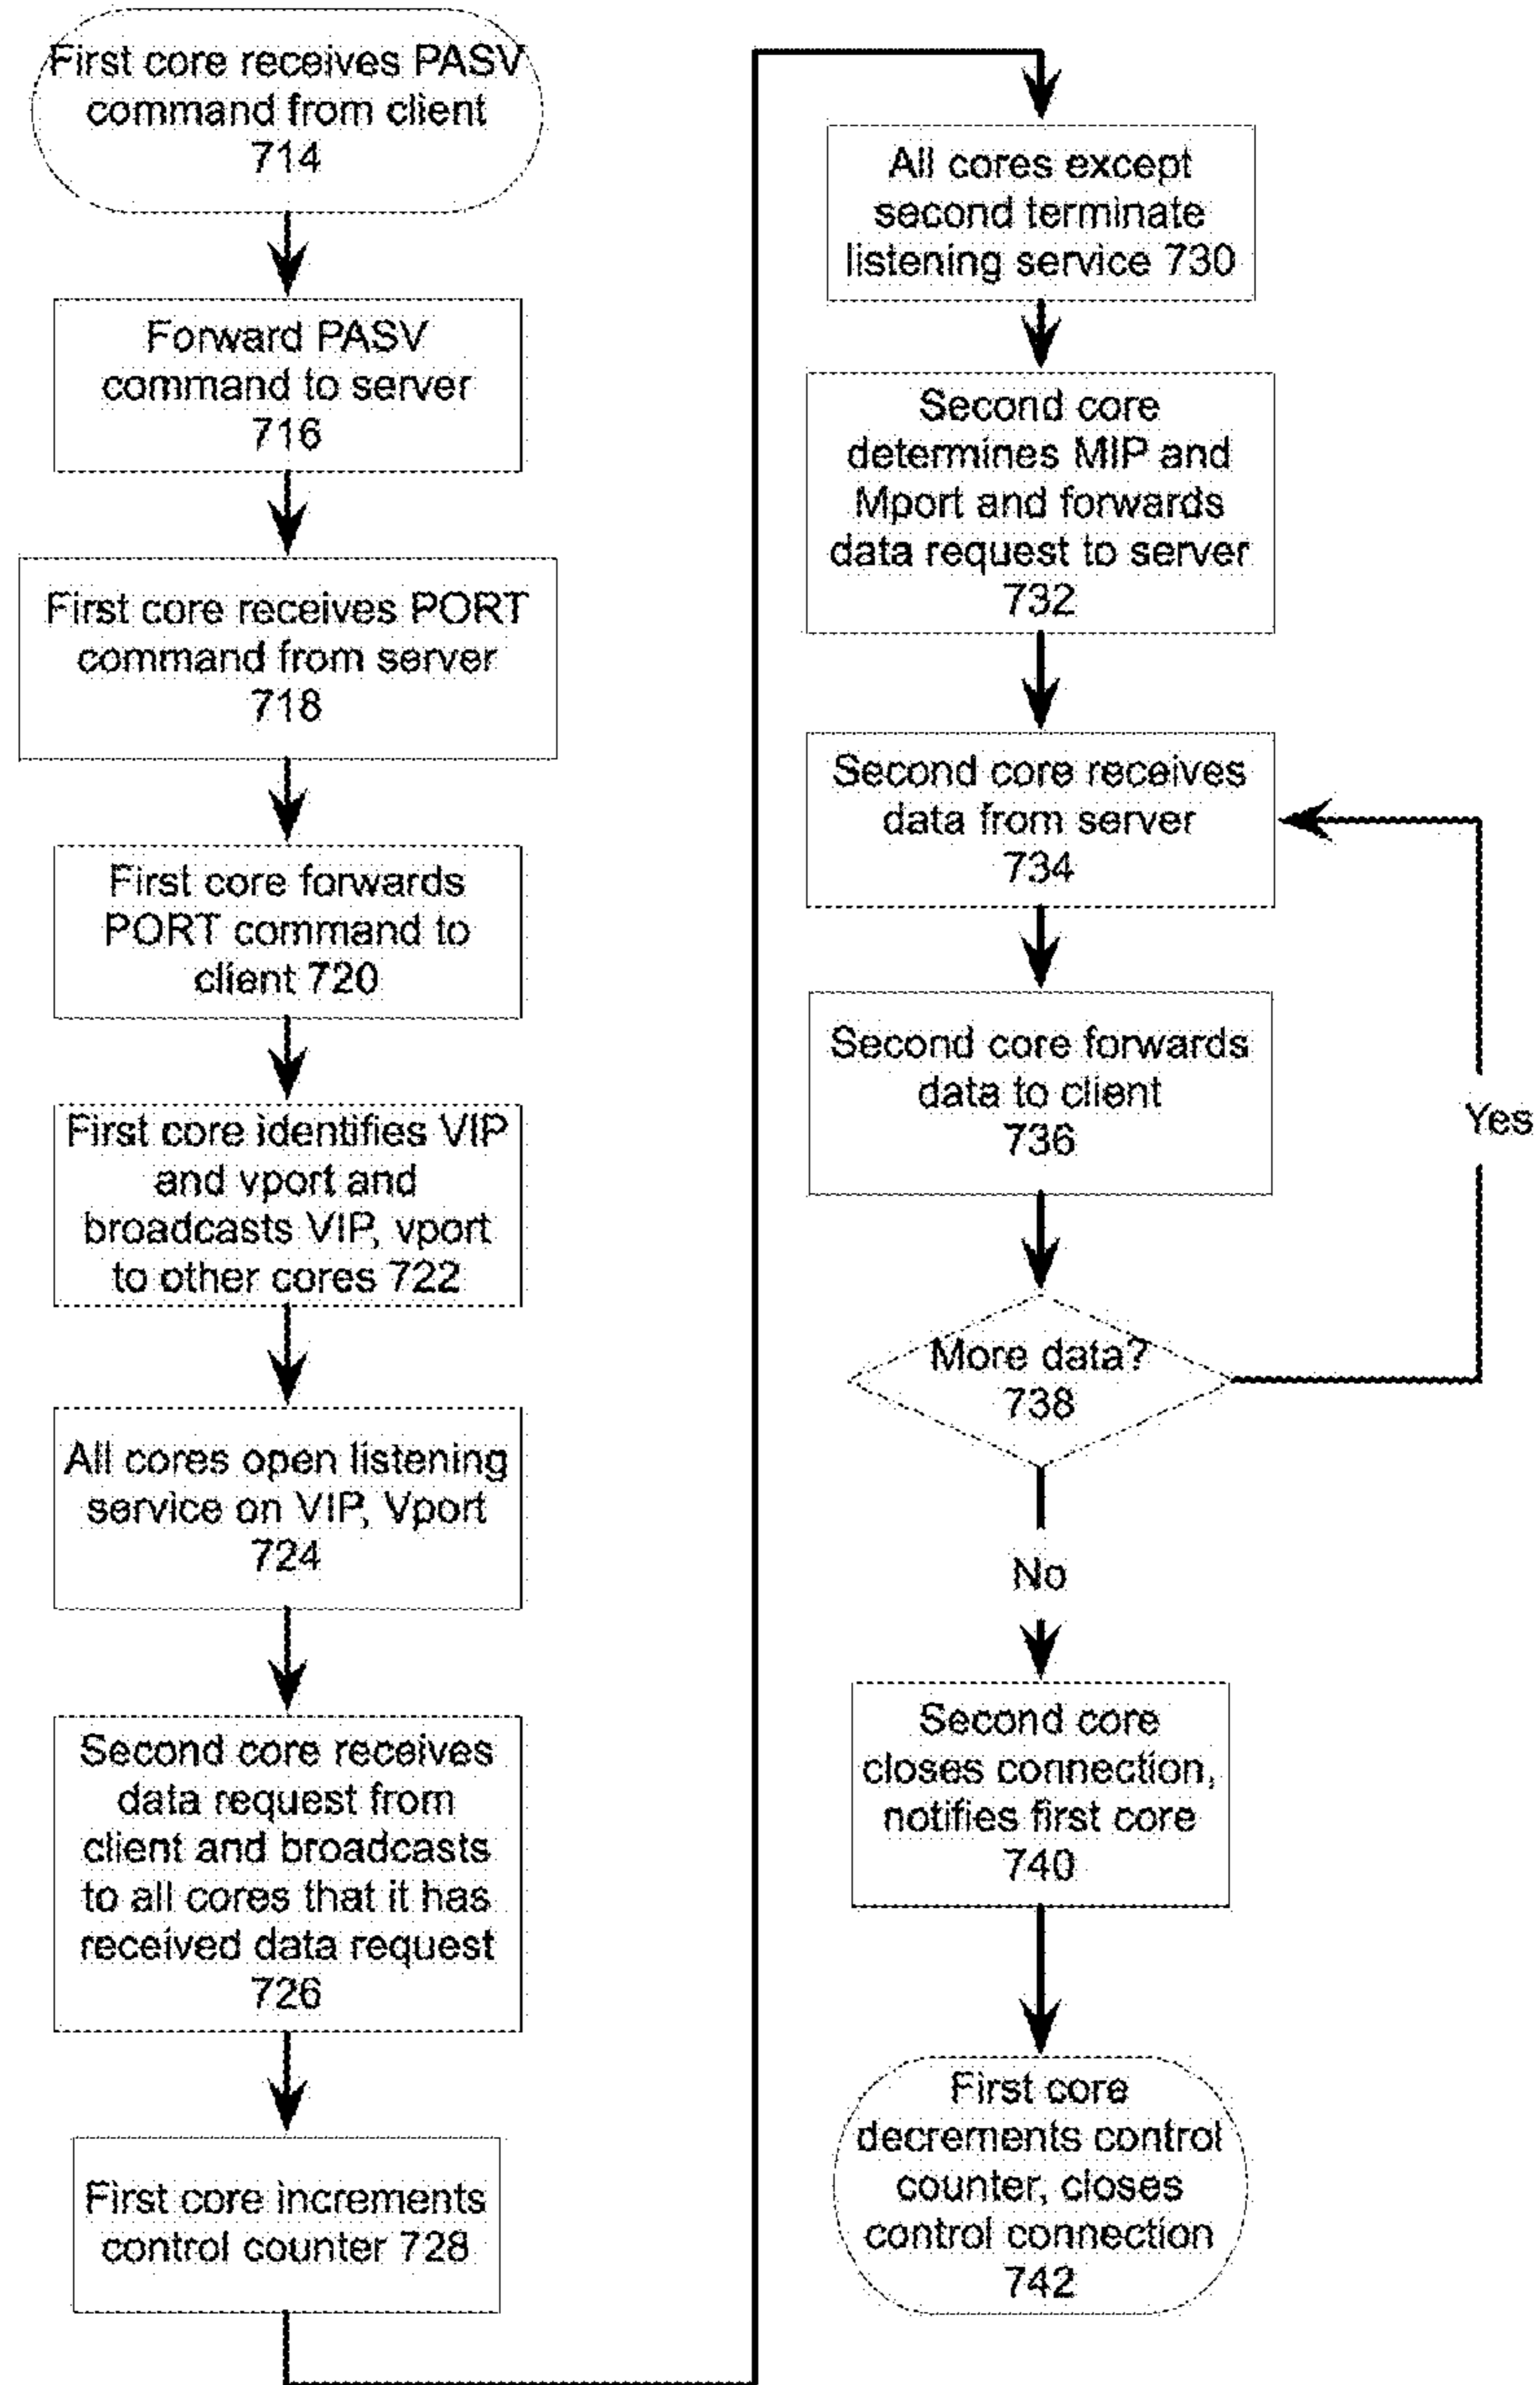 First core receives PASV
command from client
714
Forward PASV
command to server
716
First core receives PORT
command from server
718
First core forwards
PORT command to
client 720
First core identifies VIP
and vport and
broadcasts VIP, vport
to other cores 722
All cores open listening
service on VIP, Vport
724
Second core receives
data request from
client and broadcasts
to all cores that it has
received data request
726
First core increments
control counter 728
All cores except
second terminate
listening service 730
Second core
determines MIP and
Mport and forwards
data request to server
732
Second core receives
data from server
734
Second core forwards
data to client
736
Yes
More data?
738
No
Second core
closes connection,
notifies first core
740
First core
decrements control
counter, closes
control connection
742